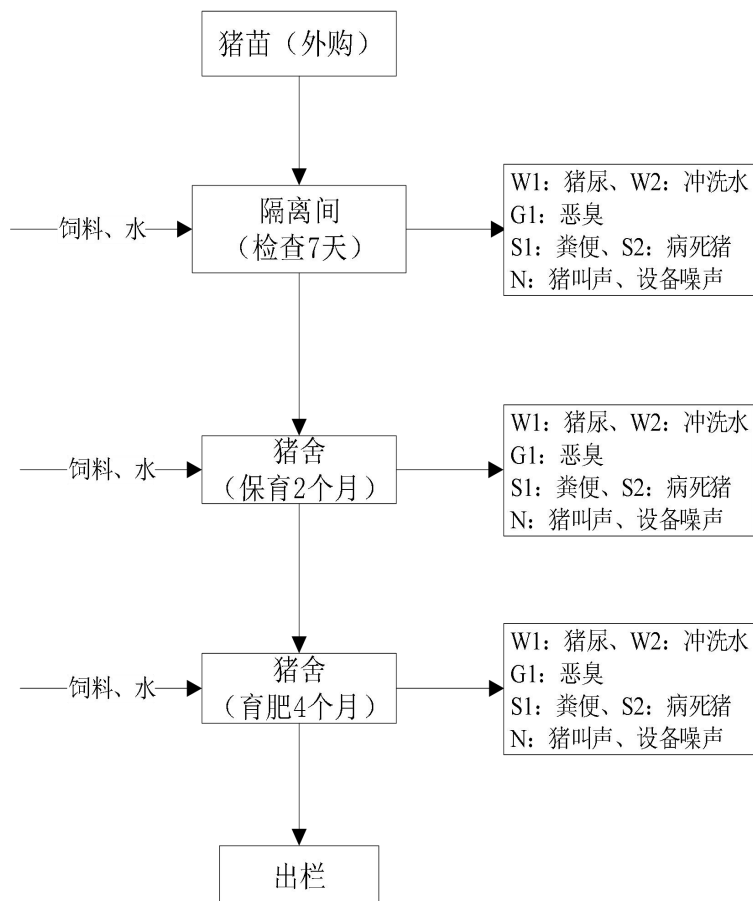 猪苗（外购）
饲料、水
隔离间
（检查7天）
W1：猪尿、W2：冲洗水
G1：恶臭
S1：粪便、S2：病死猪
N：猪叫声、设备噪声
饲料、水
猪舍
（保育2个月）
W1：猪尿、W2：冲洗水
G1：恶臭
S1：粪便、S2：病死猪
N：猪叫声、设备噪声
饲料、水
猪舍
（育肥4个月）
W1：猪尿、W2：冲洗水
G1：恶臭
S1：粪便、S2：病死猪
N：猪叫声、设备噪声
出栏